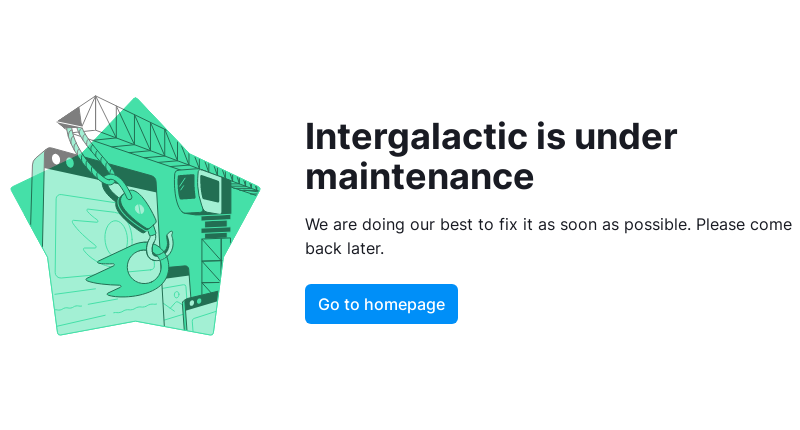 Intergalactic is under
maintenance
We are doing our best to fix it as soon as possible. Please come
back later.
Go to homepage